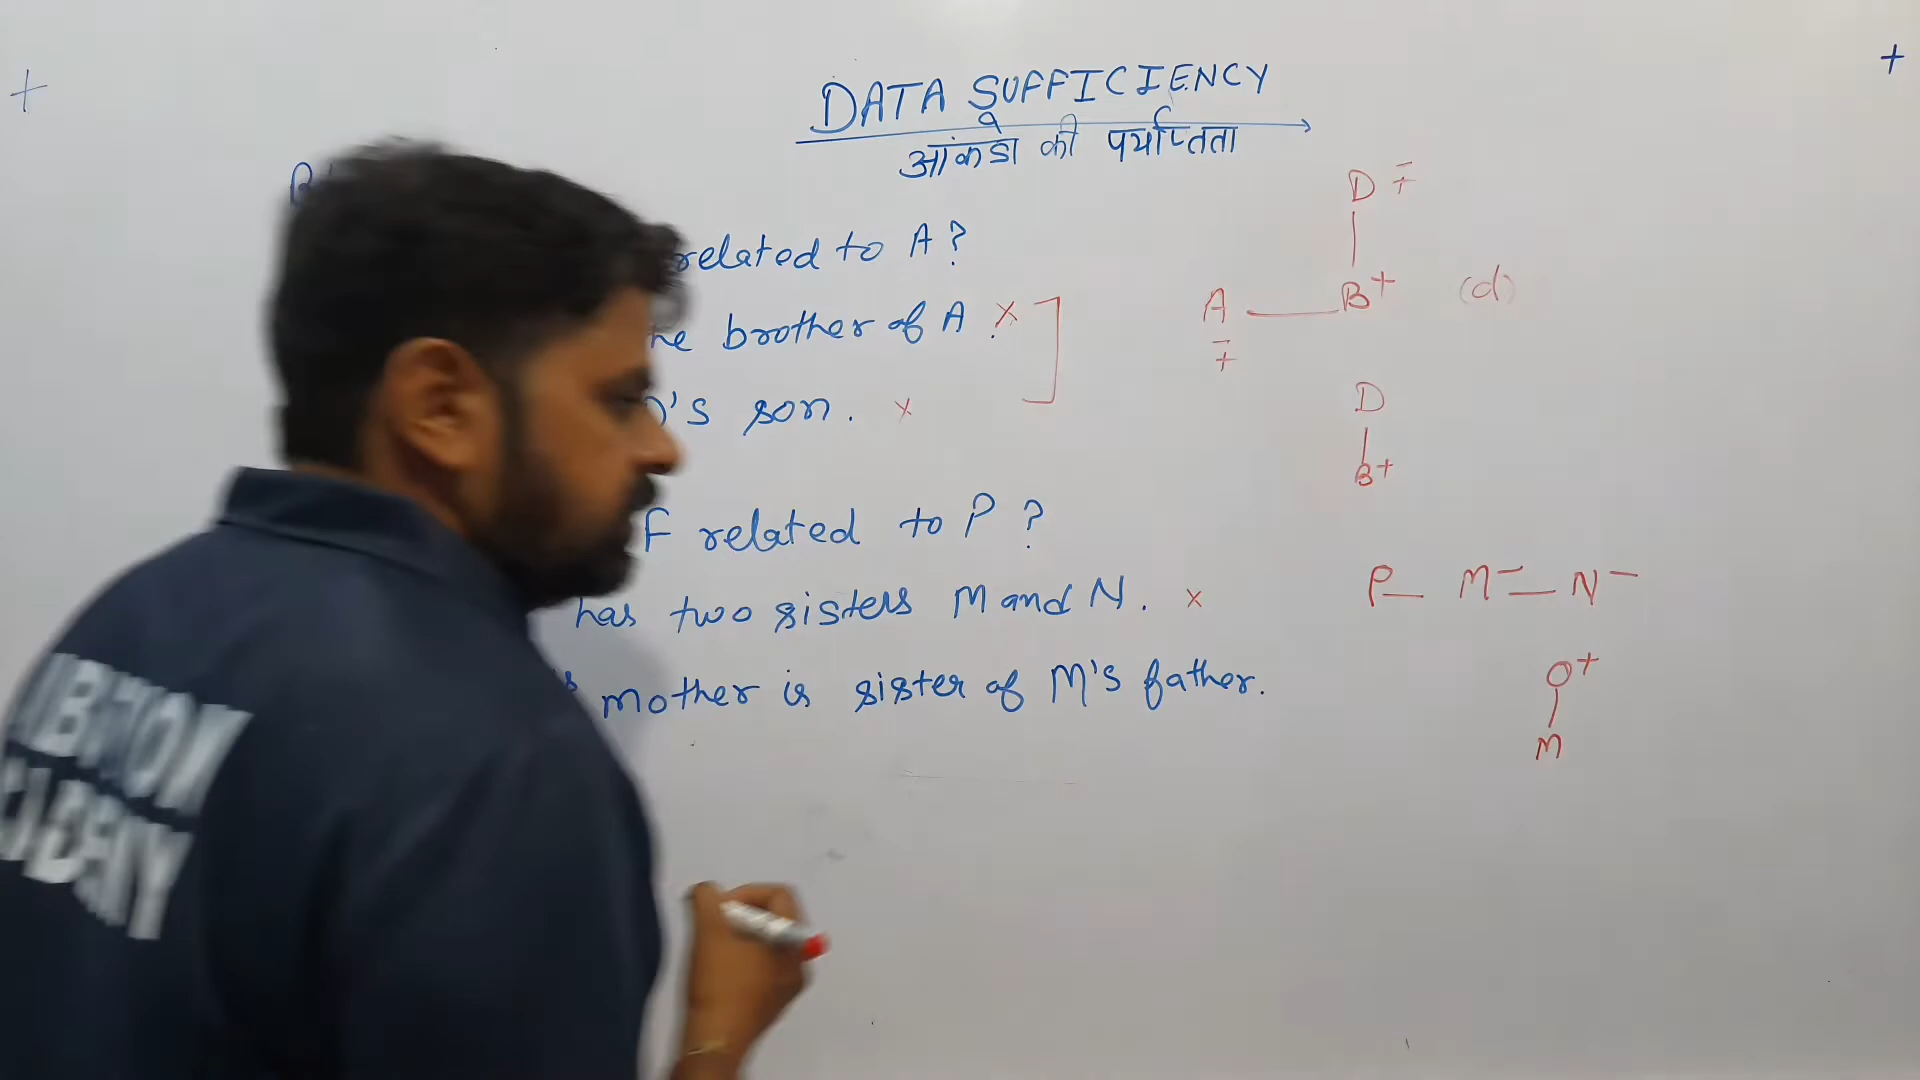 DATA SUFFICIENCY
आंकडो की पर्याप्तता
related to A?
brother of A. ×
's son. ×
F related to P?
has two sisters M and N. ×
mother is sister of M's father.
D
A B+ (d)
D
B+
P M- N-
O+
M